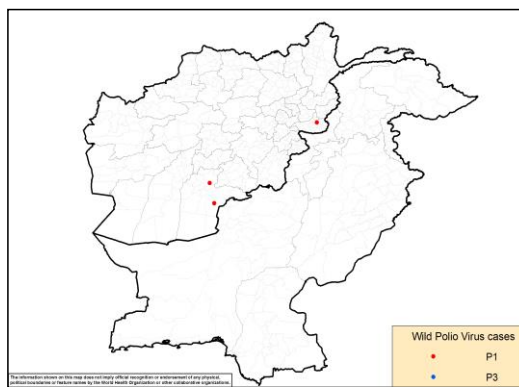 Wild Polio Virus cases
P1
P3
The information shown on this map does not imply official recognition or endorsement of any physical,
political boundaries or feature names by the World Health Organization or other collaborative organizations.